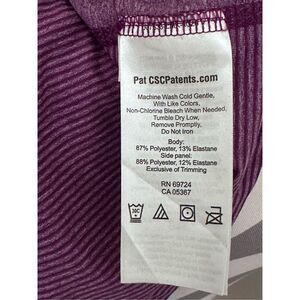 Pat CSCPatents.com
Machine Wash Cold Gentle,
With Like Colors,
Non-Chlorine Bleach When Needed,
Tumble Dry Low,
Remove Promptly,
Do Not Iron
Body:
87% Polyester, 13% Elastane
Side panel:
88% Polyester, 12% Elastane
Exclusive of Trimming
RN 69724
CA 05367
30C